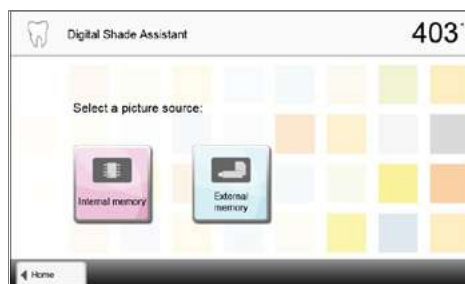 Digital Shade Assistant
403°
Select a picture source:
Internal memory
External
memory
Home